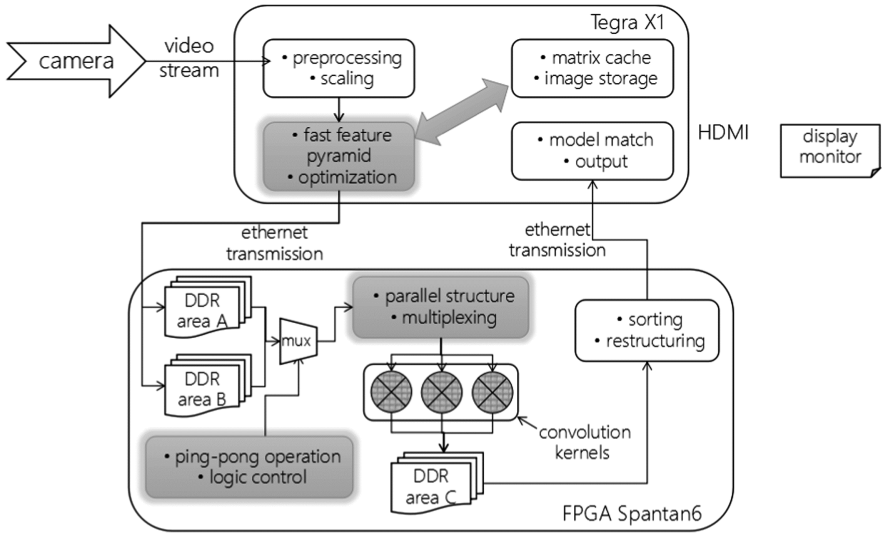 Tegra X1
camera
video
stream
• preprocessing
• scaling
• matrix cache
• image storage
• fast feature
pyramid
• optimization
• model match
• output
HDMI
display
monitor
ethernet
transmission
ethernet
transmission
DDR
area A
DDR
area B
mux
• parallel structure
• multiplexing
• sorting
• restructuring
• ping-pong operation
• logic control
convolution
kernels
DDR
area C
FPGA Spantan6